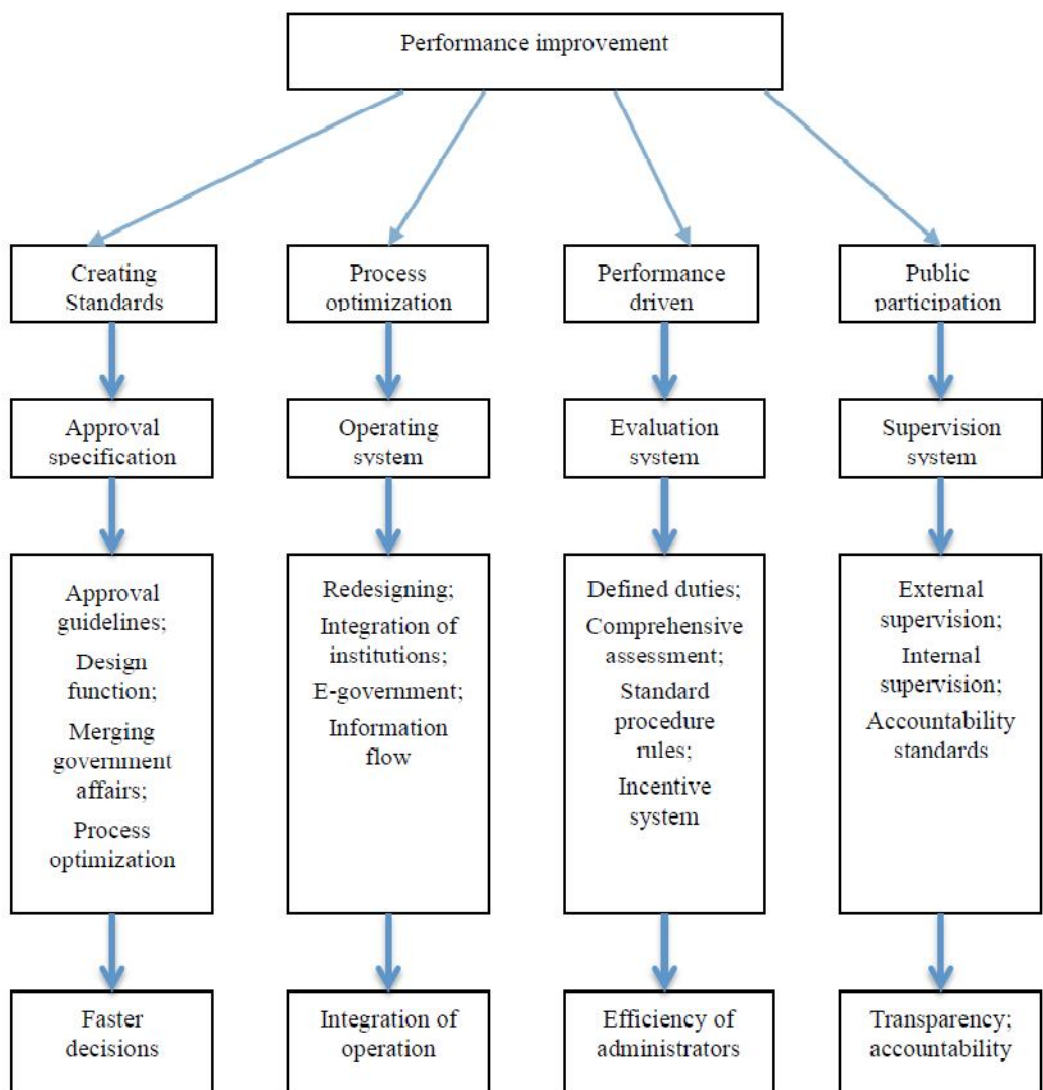 Performance improvement
Creating
Standards
Process
optimization
Performance
driven
Public
participation
Approval
specification
Operating
system
Evaluation
system
Supervision
system
Approval
guidelines;
Design
function;
Merging
government
affairs;
Process
optimization
Redesigning;
Integration of
institutions;
E-government;
Information
flow
Defined duties;
Comprehensive
assessment;
Standard
procedure
rules;
Incentive
system
External
supervision;
Internal
supervision;
Accountability
standards
Faster
decisions
Integration of
operation
Efficiency of
administrators
Transparency;
accountability